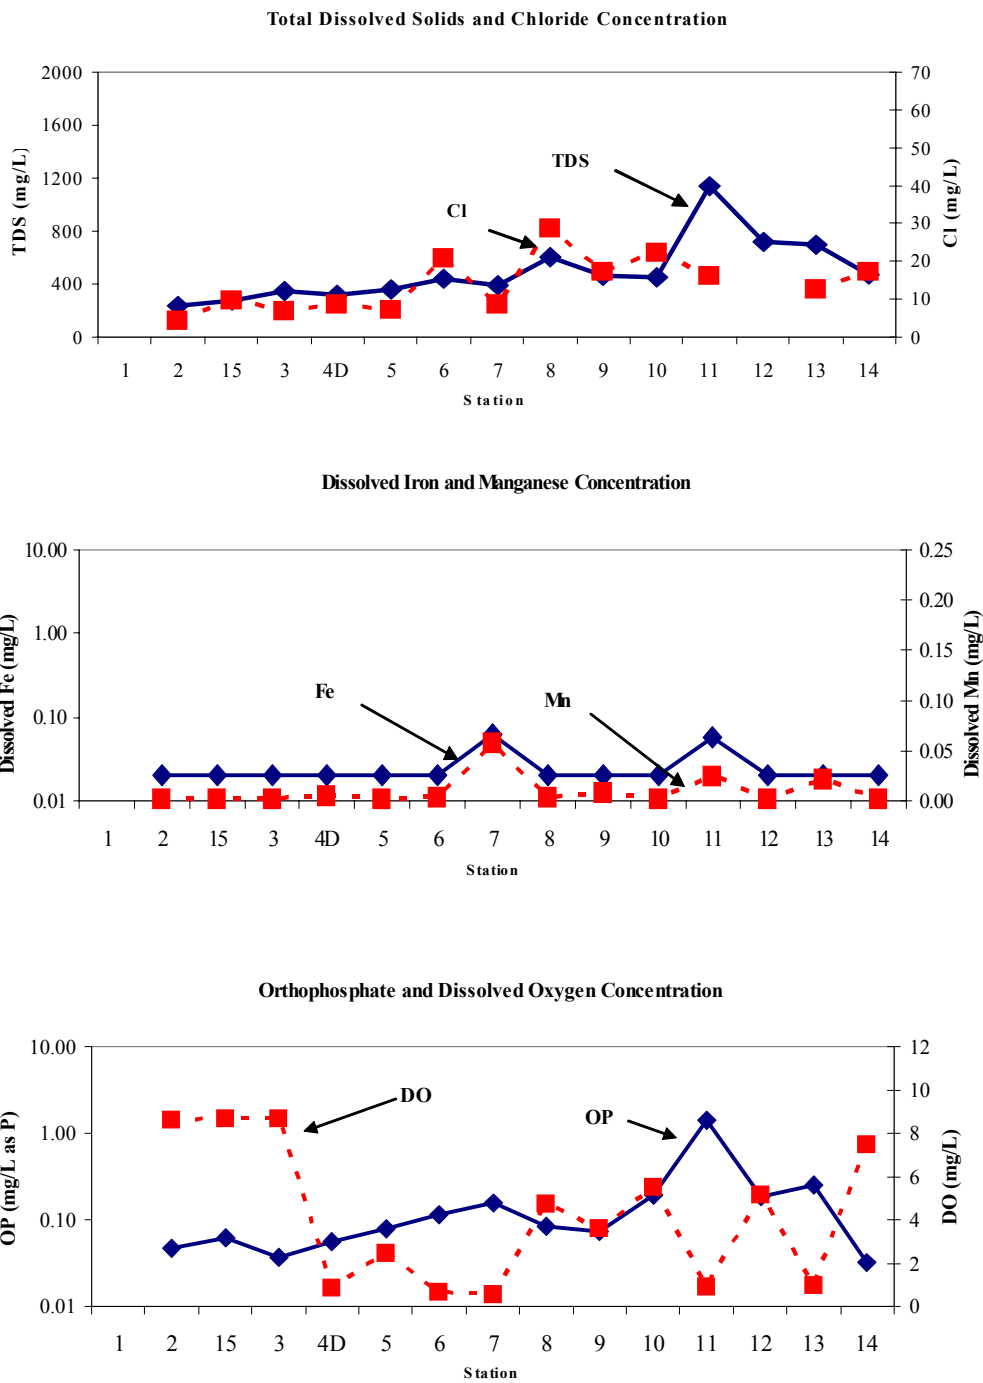 Total Dissolved Solids and Chloride Concentration
2000
1600
1200
800
400
0
TDS (mg/L)
70
60
50
40
30
20
10
0
Cl (mg/L)
TDS
Cl
1 2 15 3 4D 5 6 7 8 9 10 11 12 13 14
Station
Dissolved Iron and Manganese Concentration
10.00
1.00
0.10
0.01
Dissolved Fe (mg/L)
0.25
0.20
0.15
0.10
0.05
0.00
Dissolved Mn (mg/L)
Fe
Mn
1 2 15 3 4D 5 6 7 8 9 10 11 12 13 14
Station
Orthophosphate and Dissolved Oxygen Concentration
10.00
1.00
0.10
0.01
OP (mg/L as P)
12
10
8
6
4
2
0
DO (mg/L)
DO
OP
1 2 15 3 4D 5 6 7 8 9 10 11 12 13 14
Station